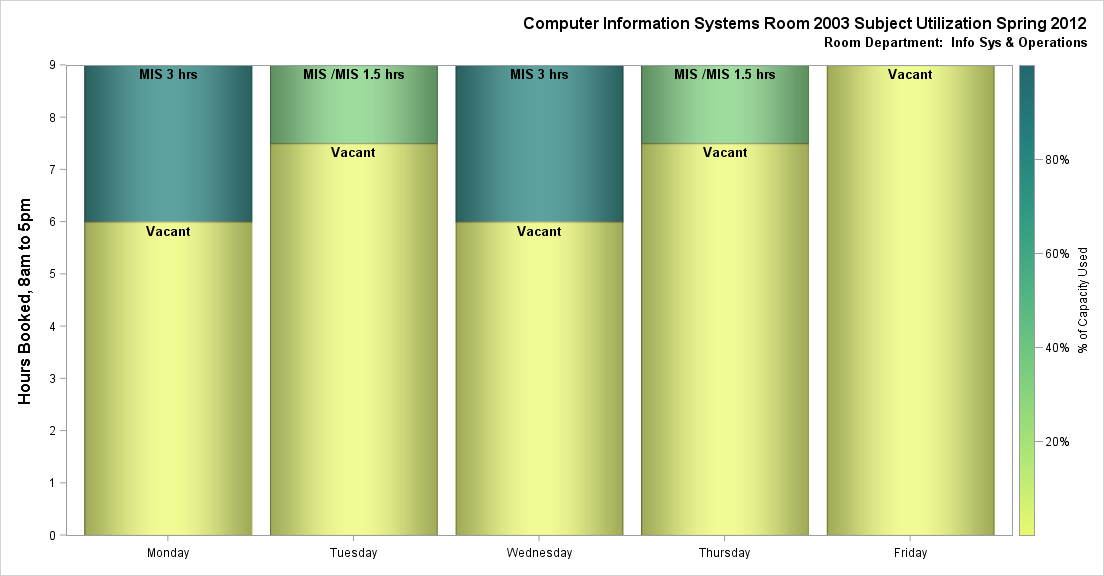 Computer Information Systems Room 2003 Subject Utilization Spring 2012
Room Department:  Info Sys & Operations
Hours Booked, 8am to 5pm
9
8
7
6
5
4
3
2
1
0
MIS 3 hrs
Vacant
MIS /MIS 1.5 hrs
Vacant
MIS 3 hrs
Vacant
MIS /MIS 1.5 hrs
Vacant
Vacant
Monday
Tuesday
Wednesday
Thursday
Friday
80%
60%
40%
20%
% of Capacity Used